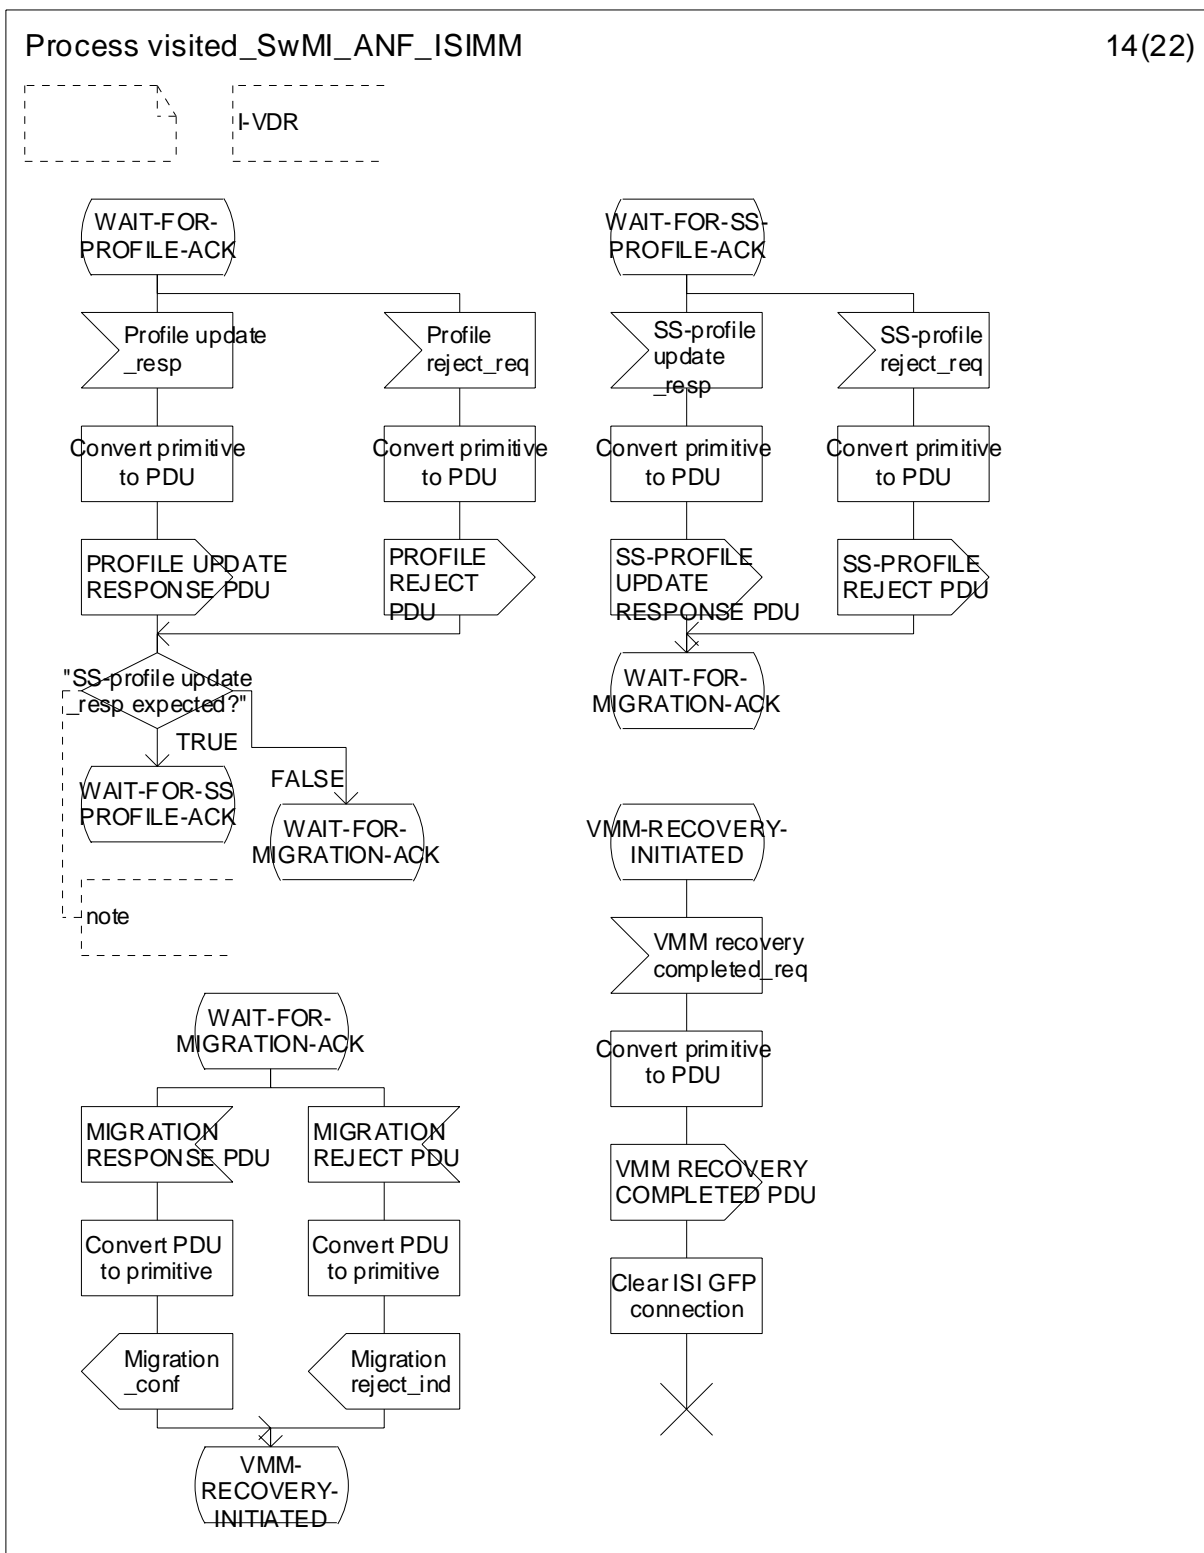 Process visited_SwMI_ANF_ISIMM
14(22)
I-VDR
WAIT-FOR-
PROFILE-ACK
Profile update
_resp
Profile
reject_req
Convert primitive
to PDU
Convert primitive
to PDU
PROFILE UPDATE
RESPONSE PDU
PROFILE
REJECT
PDU
"SS-profile update
_resp expected?"
TRUE
FALSE
WAIT-FOR-SS
PROFILE-ACK
WAIT-FOR-
MIGRATION-ACK
note
WAIT-FOR-SS-
PROFILE-ACK
SS-profile
update
_resp
SS-profile
reject_req
Convert primitive
to PDU
Convert primitive
to PDU
SS-PROFILE
UPDATE
RESPONSE PDU
SS-PROFILE
REJECT PDU
WAIT-FOR-
MIGRATION-ACK
WAIT-FOR-
MIGRATION-ACK
MIGRATION
RESPONSE PDU
MIGRATION
REJECT PDU
Convert PDU
to primitive
Convert PDU
to primitive
Migration
_conf
Migration
reject_ind
VMM-
RECOVERY-
INITIATED
VMM-RECOVERY-
INITIATED
VMM recovery
completed_req
Convert primitive
to PDU
VMM RECOVERY
COMPLETED PDU
Clear ISI GFP
connection